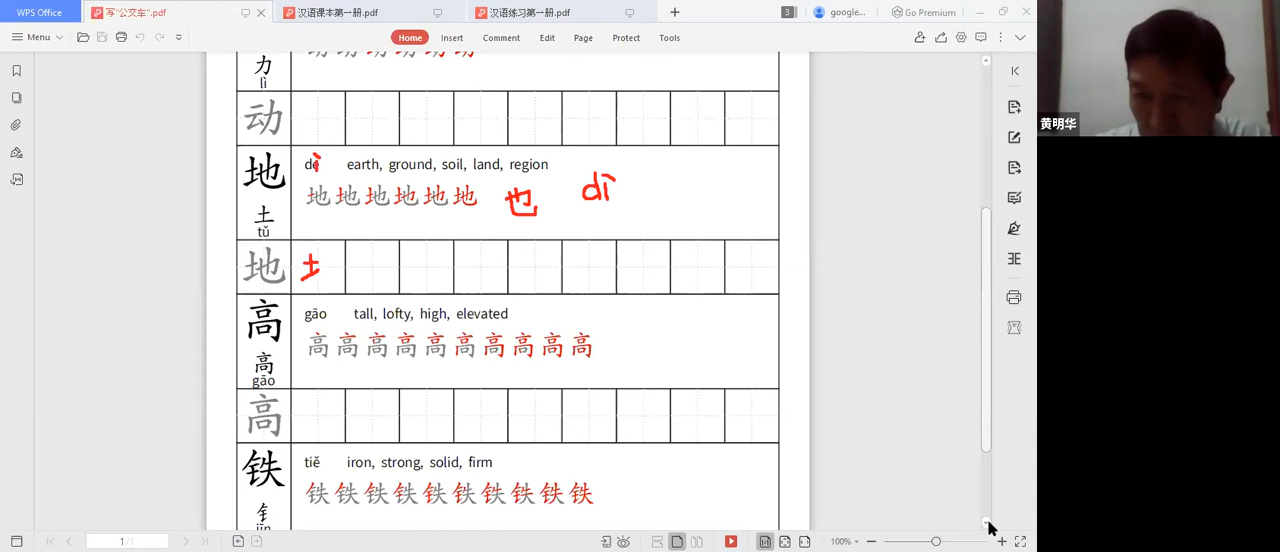 WPS Office
写"公文车".pdf
汉语课本第一册.pdf
汉语练习第一册.pdf
3
google...
Go Premium
Menu
Home
Insert
Comment
Edit
Page
Protect
Tools
黄明华
力
lì
动
地
de
ì
earth, ground, soil, land, region
地 地 地 地 地 地
也
dì
土
tǔ
地
土
高
gāo
tall, lofty, high, elevated
高 高 高 高 高 高 高 高 高 高
高
gāo
高
铁
tiě
iron, strong, solid, firm
铁 铁 铁 铁 铁 铁 铁 铁 铁 铁
钅
jīn
1/1
100%